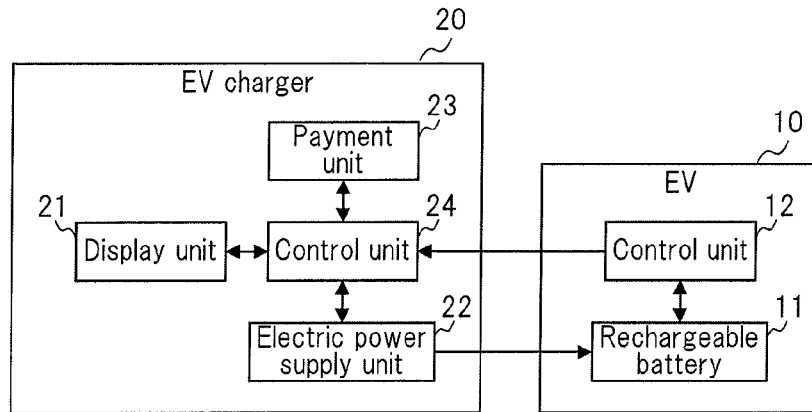 20
EV charger
23
Payment
unit
10
EV
21
24
12
Display unit
Control unit
Control unit
22
11
Electric power
supply unit
Rechargeable
battery